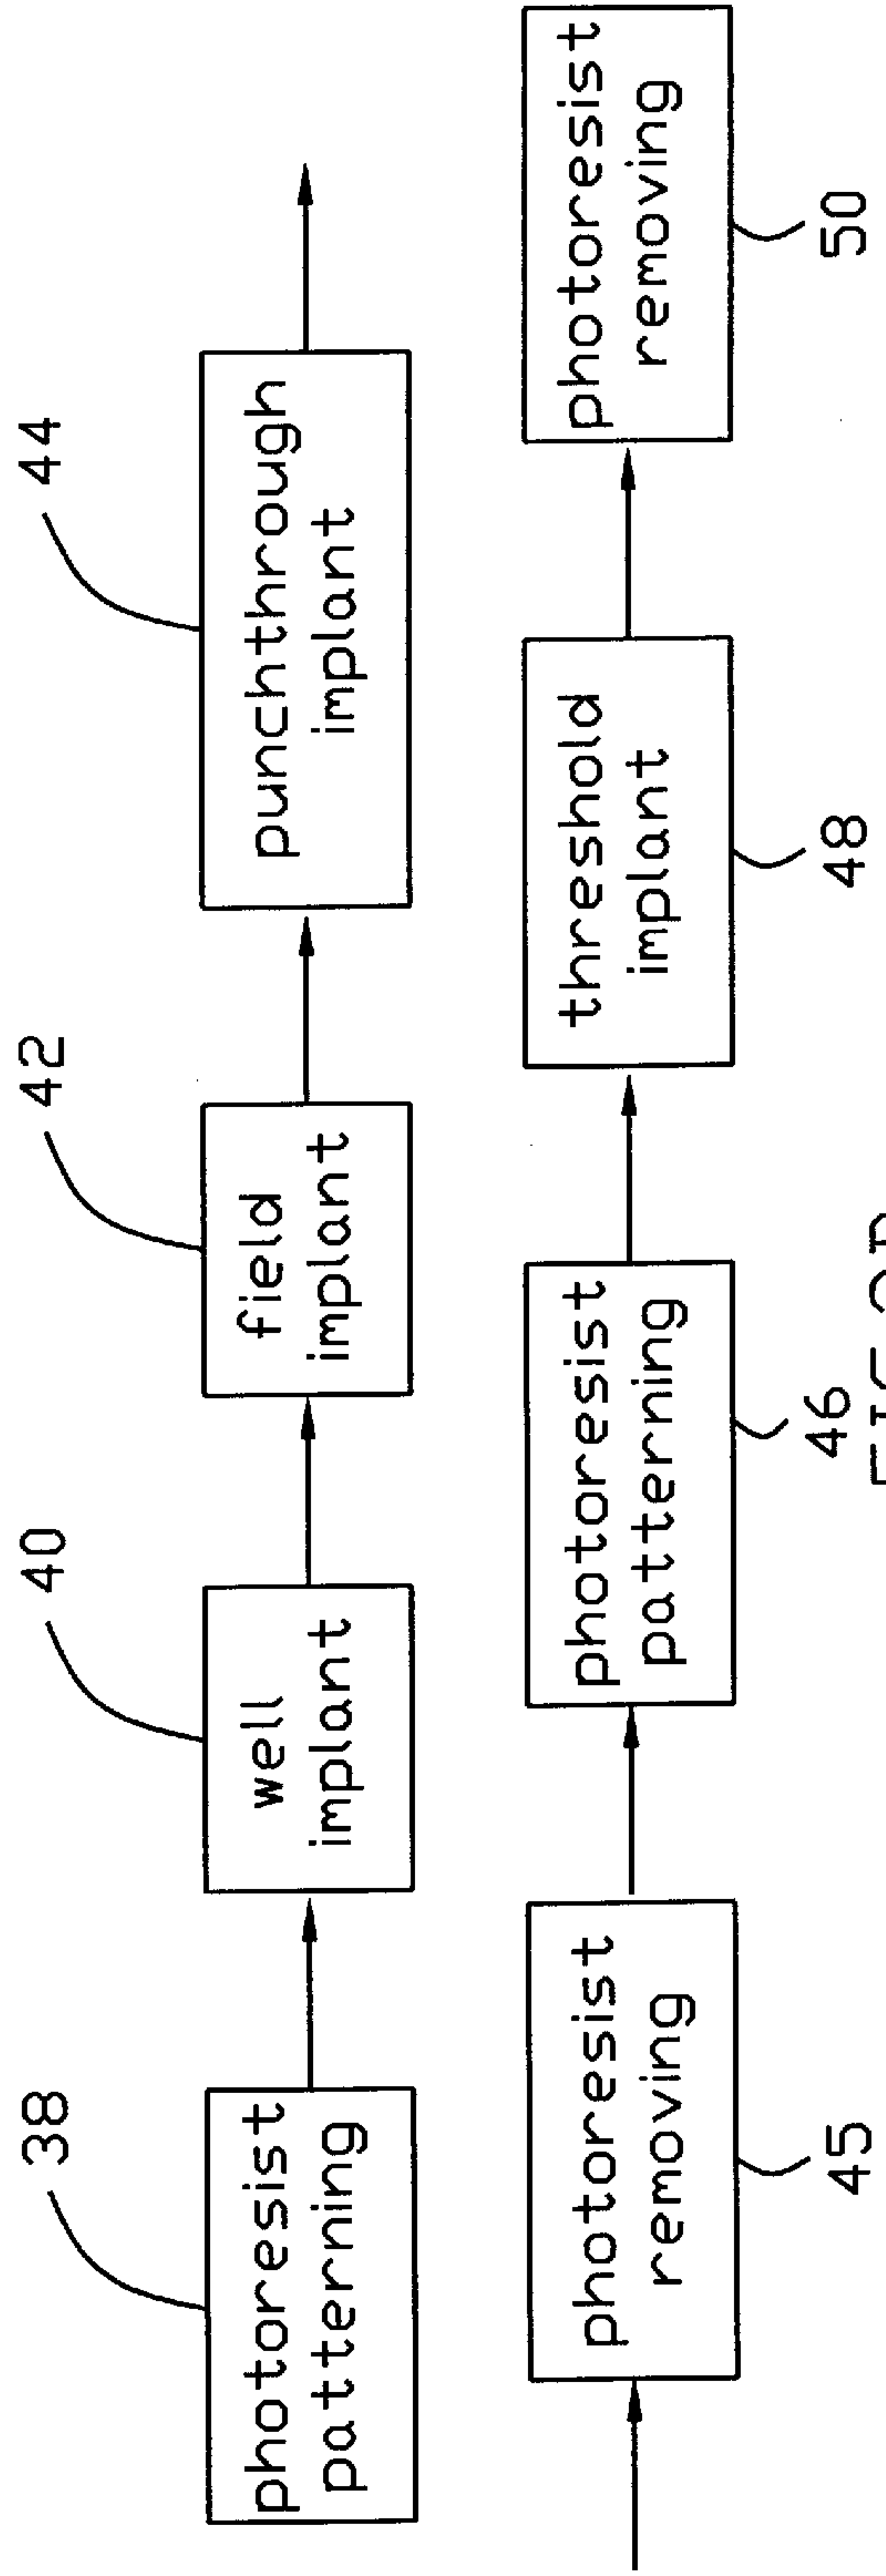 38
40
42
44
photoresist
patterning
well
implant
field
implant
punchthrough
implant
photoresist
removing
photoresist
patterning
threshold
implant
photoresist
removing
45
46
48
50